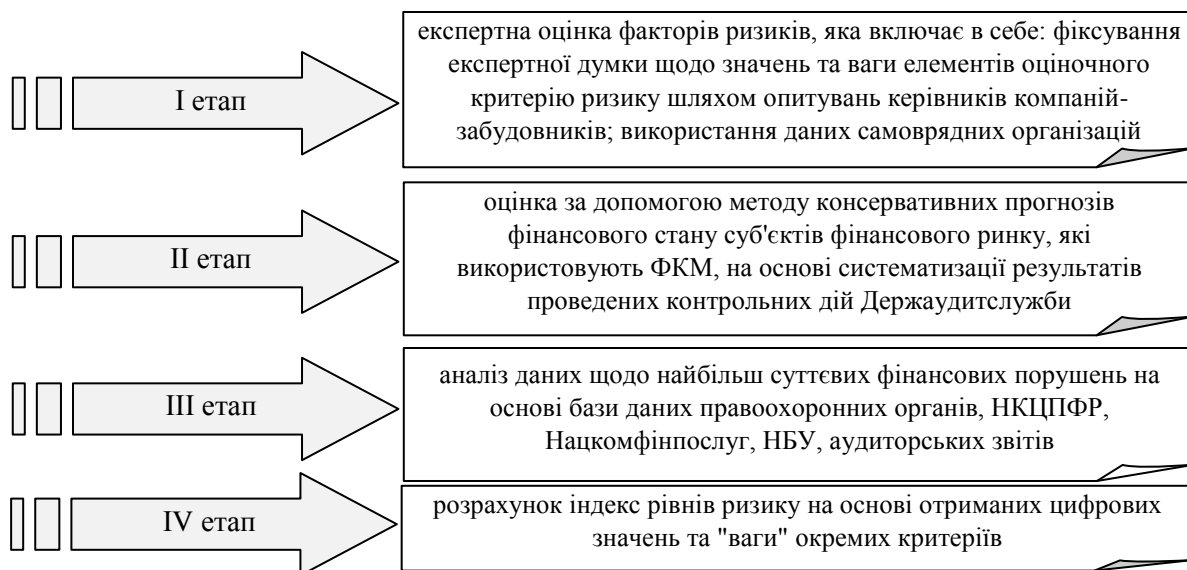 I етап
експертна оцінка факторів ризиків, яка включає в себе: фіксування
експертної думки щодо значень та ваги елементів оціночного
критерію ризику шляхом опитувань керівників компаній-
забудовників; використання даних самоврядних організацій
II етап
оцінка за допомогою методу консервативних прогнозів
фінансового стану суб'єктів фінансового ринку, які
використовують ФКМ, на основі систематизації результатів
проведених контрольних дій Держаудитслужби
III етап
аналіз даних щодо найбільш суттєвих фінансових порушень на
основі бази даних правоохоронних органів, НКЦПФР,
Нацкомфінпослуг, НБУ, аудиторських звітів
IV етап
розрахунок індекс рівнів ризику на основі отриманих цифрових
значень та "ваги" окремих критеріїв